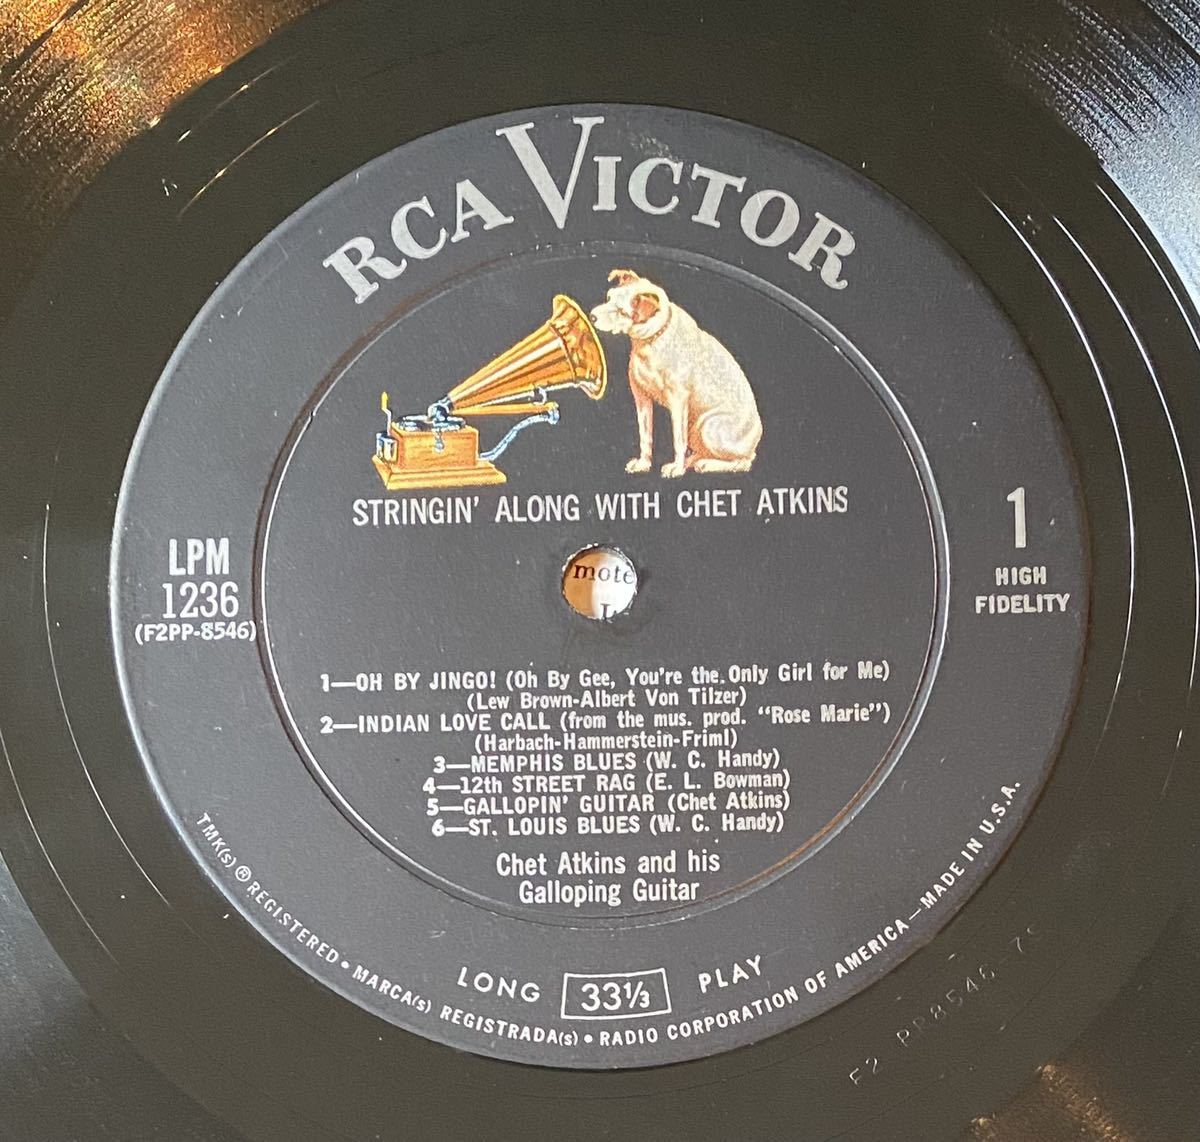 RCA VICTOR
STRINGIN' ALONG WITH CHET ATKINS
LPM
1236
(F2PP-8546)
1
HIGH
FIDELITY
mote
1—OH BY JINGO! (Oh By Gee, You're the Only Girl for Me)
(Lew Brown-Albert Von Tilzer)
2—INDIAN LOVE CALL (from the mus. prod. "Rose Marie")
(Harbach-Hammerstein-Friml)
3—MEMPHIS BLUES (W. C. Handy)
4—12th STREET RAG (E. L. Bowman)
5—GALLOPIN' GUITAR (Chet Atkins)
6—ST. LOUIS BLUES (W. C. Handy)
Chet Atkins and his
Galloping Guitar
LONG 33⅓ PLAY
TMK(s) ® REGISTERED • MARCA(s) REGISTRADA(s) • RADIO CORPORATION OF AMERICA—MADE IN U.S.A.
F2 PP8546-7S